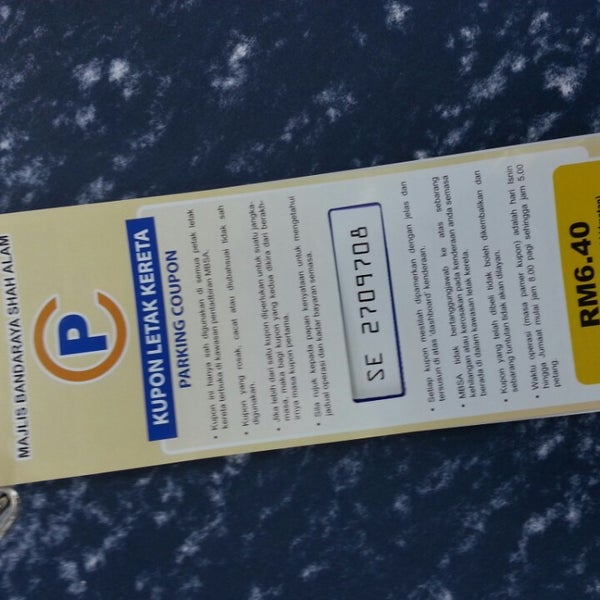 MAJLIS BANDARAYA SHAH ALAM
P
KUPON LETAK KERETA
PARKING COUPON
• Kupon ini hanya sah digunakan di semua petak letak
kereta terbuka di kawasan pentadbiran MBSA.
• Kupon yang rosak, cacat atau diubahsuai tidak sah
digunakan.
• Jika lebih dari satu kupon diperlukan untuk suatu jangka-
masa, maka baki kupon yang kedua dikira dari berakh-
irnya masa kupon pertama.
• Sila rujuk kepada papan kenyataan untuk mengetahui
jadual operasi dan kadar bayaran semasa.
SE 2709708
• Setiap kupon mestilah dipamerkan dengan jelas dan
tersusun di atas 'dashboard' kenderaan.
• MBSA tidak bertanggungjawab ke atas sebarang
kehilangan atau kerosakan pada kenderaan anda semasa
berada di dalam kawasan letak kereta.
• Kupon yang telah dibeli tidak boleh dikembalikan dan
sebarang tuntutan tidak akan dilayan.
• Waktu operasi (masa pamer kupon) adalah hari Isnin
hingga Jumaat mulai jam 8.00 pagi sehingga jam 5.00
petang.
RM6.40